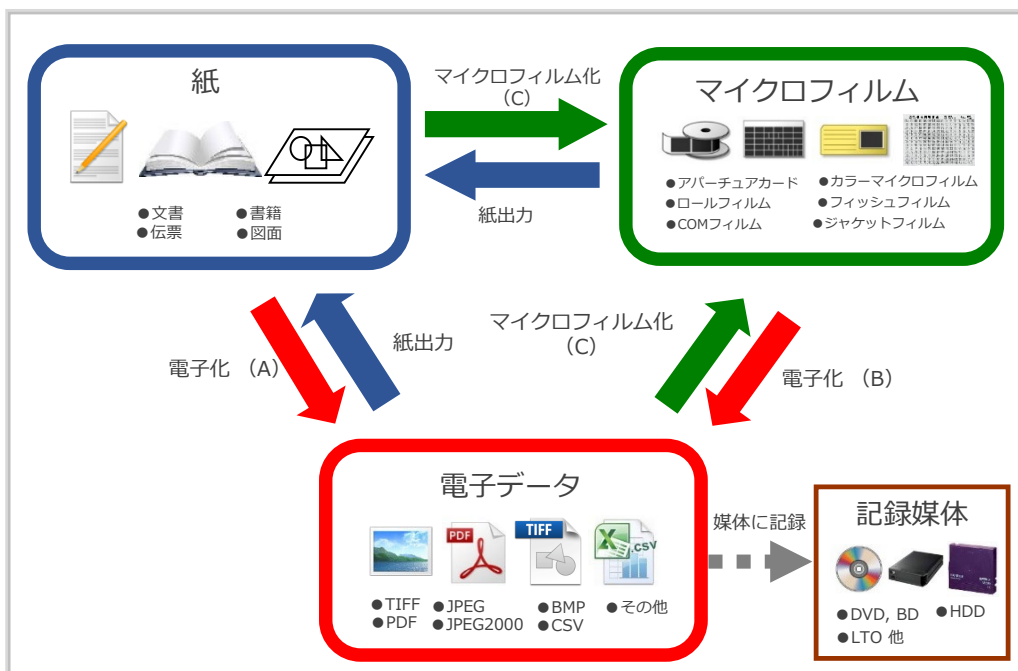 紙
●文書
●書籍
●伝票
●図面
マイクロフィルム化
(C)
紙出力
マイクロフィルム
●アパーチュアカード
●カラーマイクロフィルム
●ロールフィルム
●フィッシュフィルム
●COMフィルム
●ジャケットフィルム
電子化 (A)
紙出力
マイクロフィルム化
(C)
電子化 (B)
電子データ
PDF
TIFF
.csv
●TIFF
●JPEG
●BMP
●その他
●PDF
●JPEG2000
●CSV
媒体に記録
記録媒体
●DVD, BD
●HDD
●LTO 他